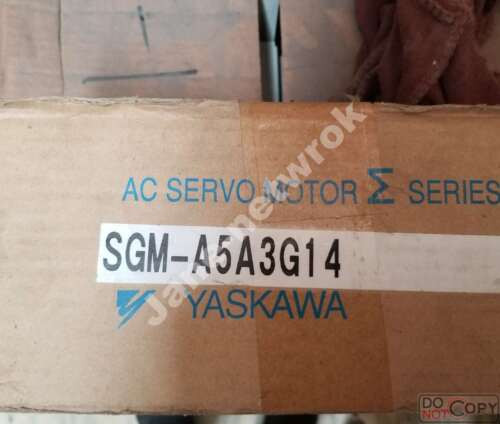 AC SERVO MOTOR Σ SERIES
SGM-A5A3G14
YASKAWA
DO NOT COPY